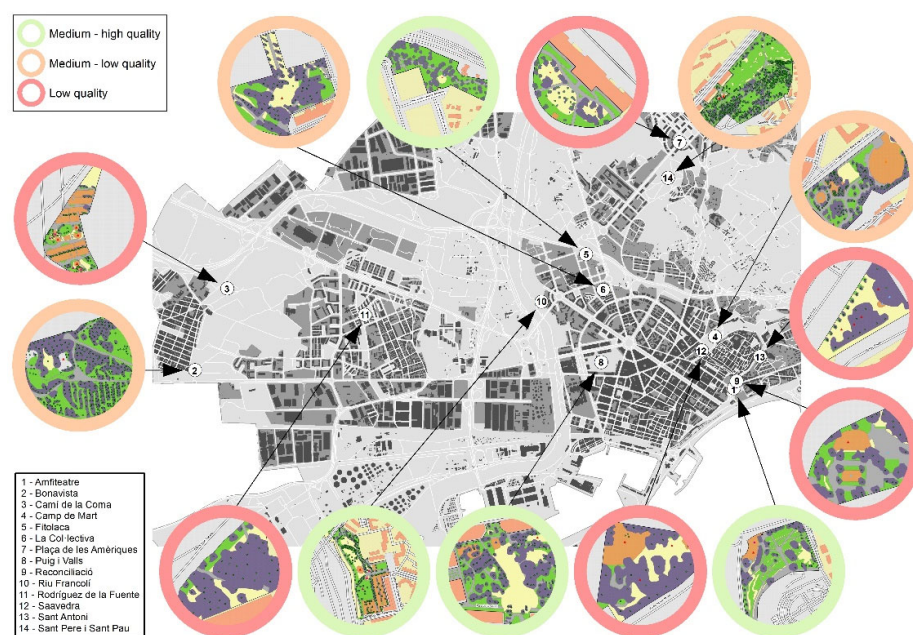 Medium - high quality
Medium - low quality
Low quality
7
14
5
3
6
10
11
4
12
13
2
8
9
1
1 - Amfiteatre
2 - Bonavista
3 - Camí de la Coma
4 - Camp de Mart
5 - Fitolaca
6 - La Col·lectiva
7 - Plaça de les Amèriques
8 - Puig i Valls
9 - Reconciliació
10 - Riu Francolí
11 - Rodríguez de la Fuente
12 - Saavedra
13 - Sant Antoni
14 - Sant Pere i Sant Pau